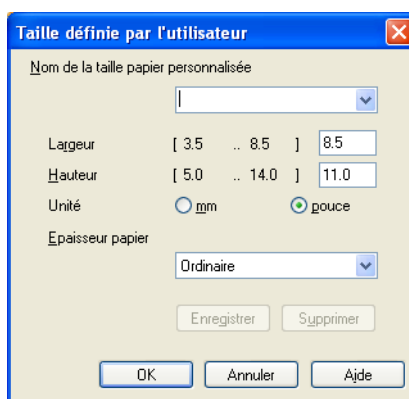 Taille définie par l'utilisateur
Nom de la taille papier personnalisée
Largeur [ 3.5 .. 8.5 ] 8.5
Hauteur [ 5.0 .. 14.0 ] 11.0
Unité mm pouce
Epaisseur papier
Ordinaire
Enregistrer Supprimer
OK Annuler Aide